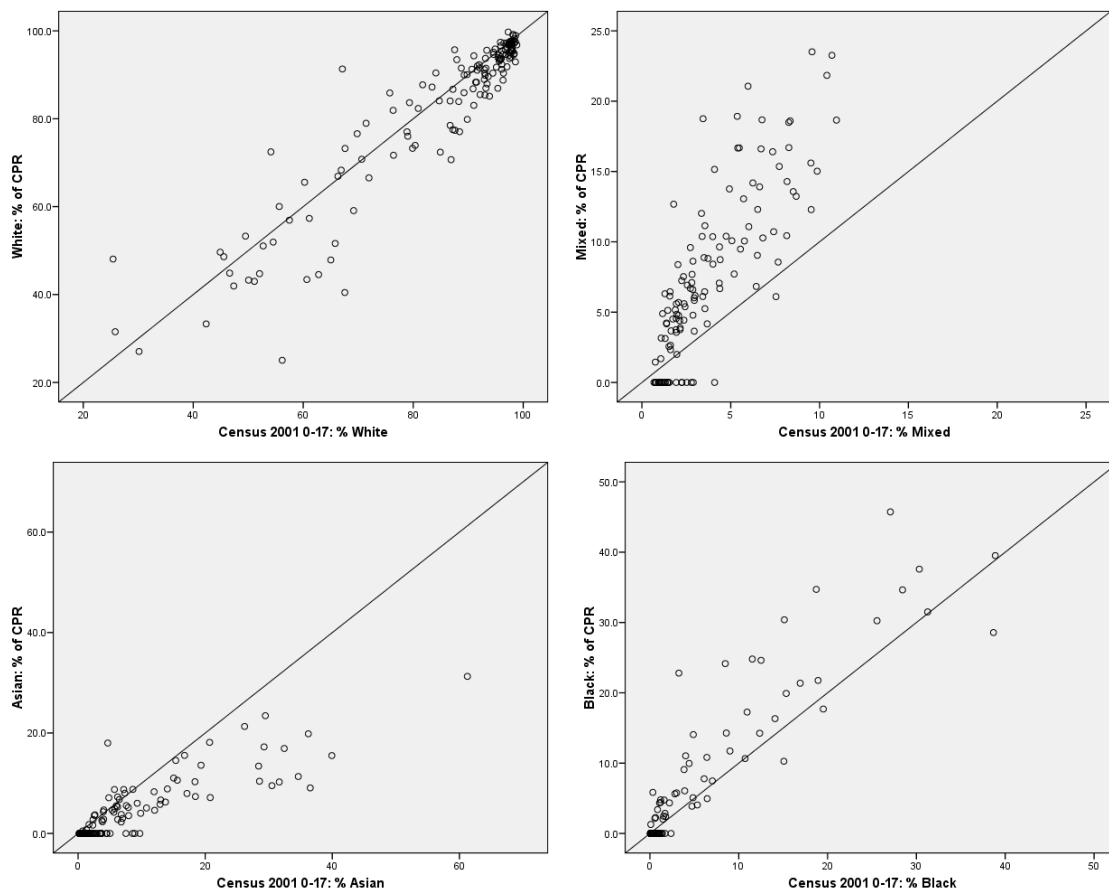 100.0
80.0
60.0
40.0
20.0
White: % of CPR
20 40 60 80 100
Census 2001 0-17: % White
25.0
20.0
15.0
10.0
5.0
0.0
Mixed: % of CPR
0 5 10 15 20 25
Census 2001 0-17: % Mixed
60.0
40.0
20.0
0.0
Asian: % of CPR
0 20 40 60
Census 2001 0-17: % Asian
50.0
40.0
30.0
20.0
10.0
0.0
Black: % of CPR
0 10 20 30 40 50
Census 2001 0-17: % Black